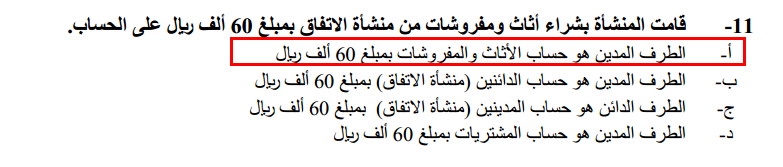 11- قامت المنشأة بشراء أثاث ومفروشات من منشأة الاتفاق بمبلغ 60 ألف ريال على الحساب.
أ- الطرف المدين هو حساب الأثاث والمفروشات بمبلغ 60 ألف ريال
ب- الطرف المدين هو حساب الدائنين (منشأة الاتفاق) بمبلغ 60 ألف ريال
ج- الطرف الدائن هو حساب المدينين (منشأة الاتفاق) بمبلغ 60 ألف ريال
د- الطرف المدين هو حساب المشتريات بمبلغ 60 ألف ريال